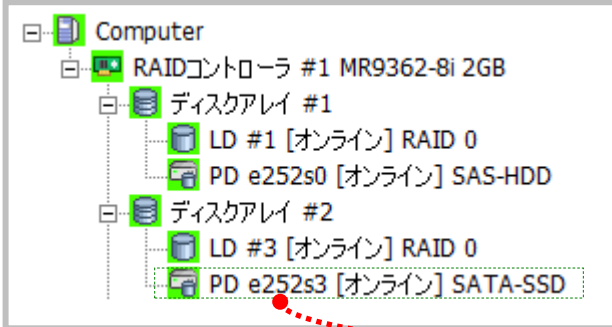 Computer
RAIDコントローラ #1 MR9362-8i 2GB
ディスクアレイ #1
LD #1 [オンライン] RAID 0
PD e252s0 [オンライン] SAS-HDD
ディスクアレイ #2
LD #3 [オンライン] RAID 0
PD e252s3 [オンライン] SATA-SSD